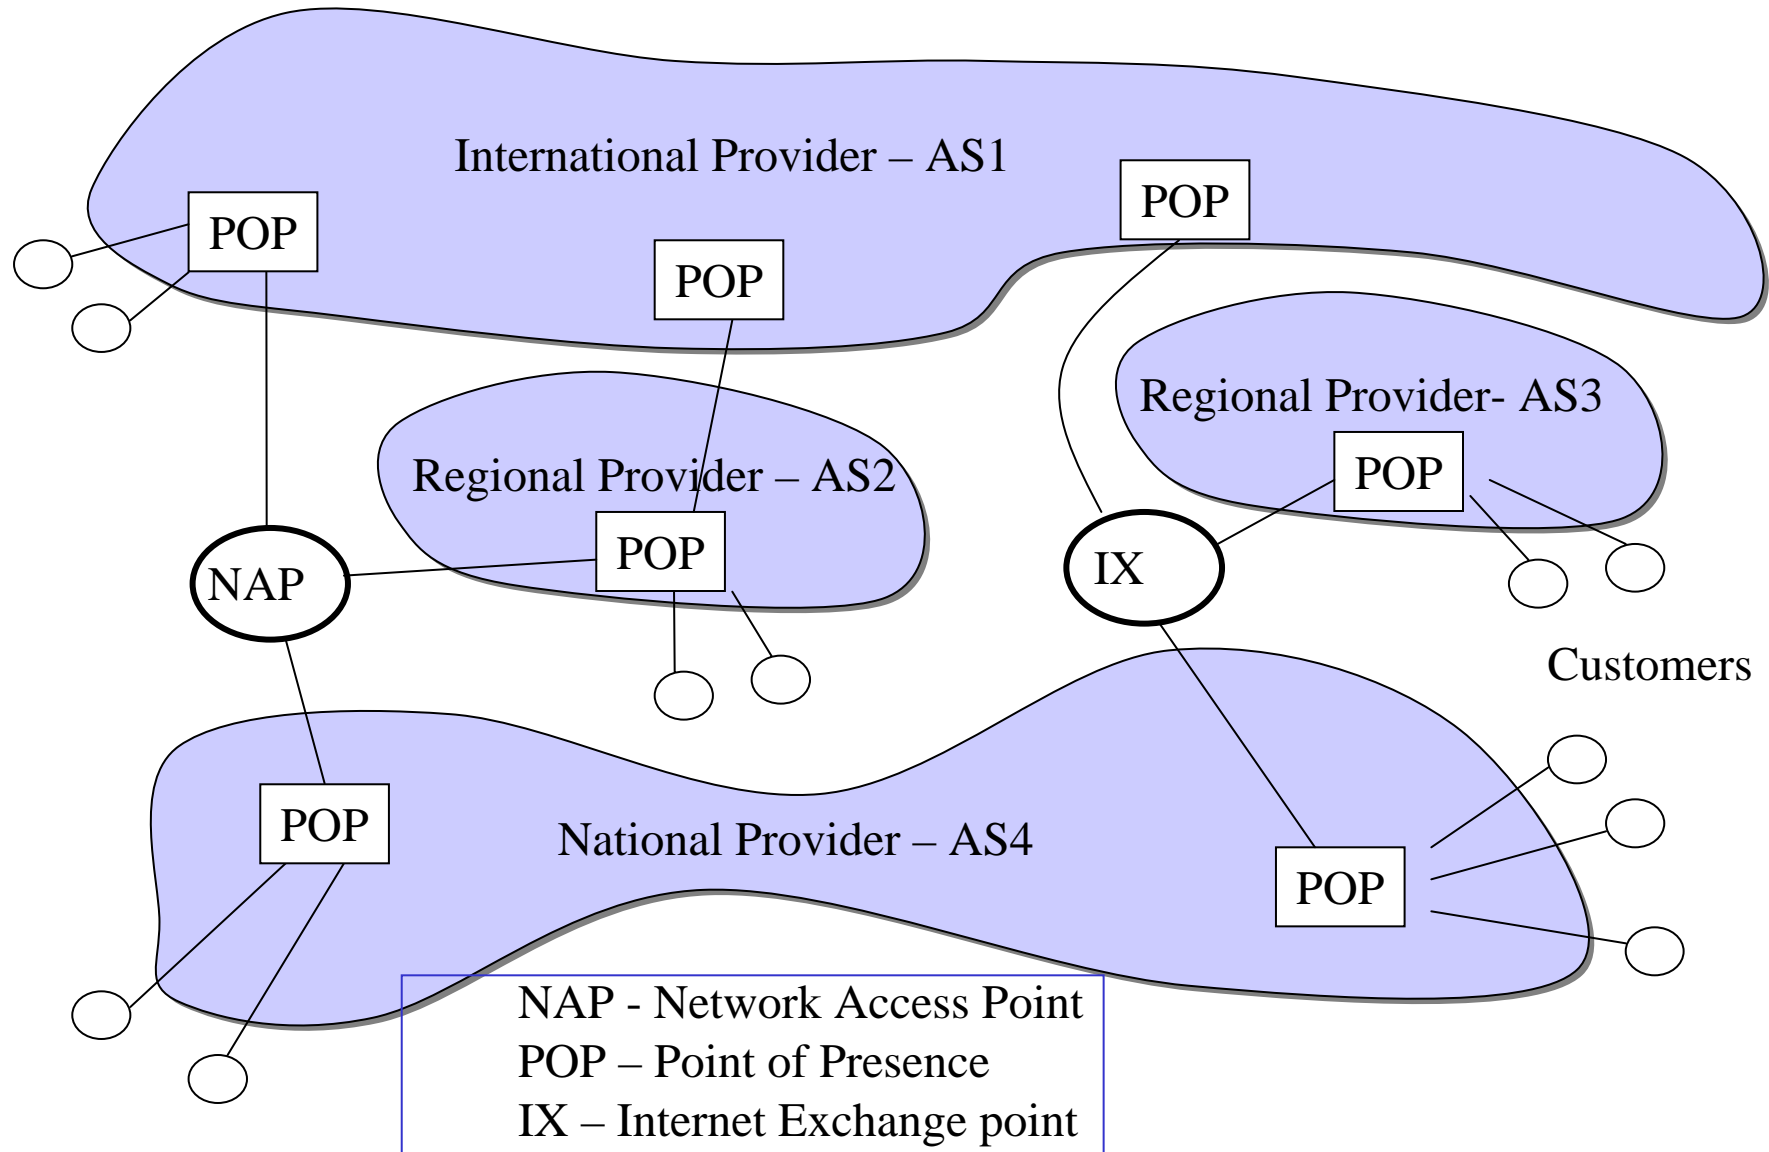 International Provider – AS1
POP
POP
POP
Regional Provider- AS3
POP
Regional Provider – AS2
POP
NAP
IX
Customers
POP
National Provider – AS4
POP
NAP - Network Access Point
POP – Point of Presence
IX – Internet Exchange point